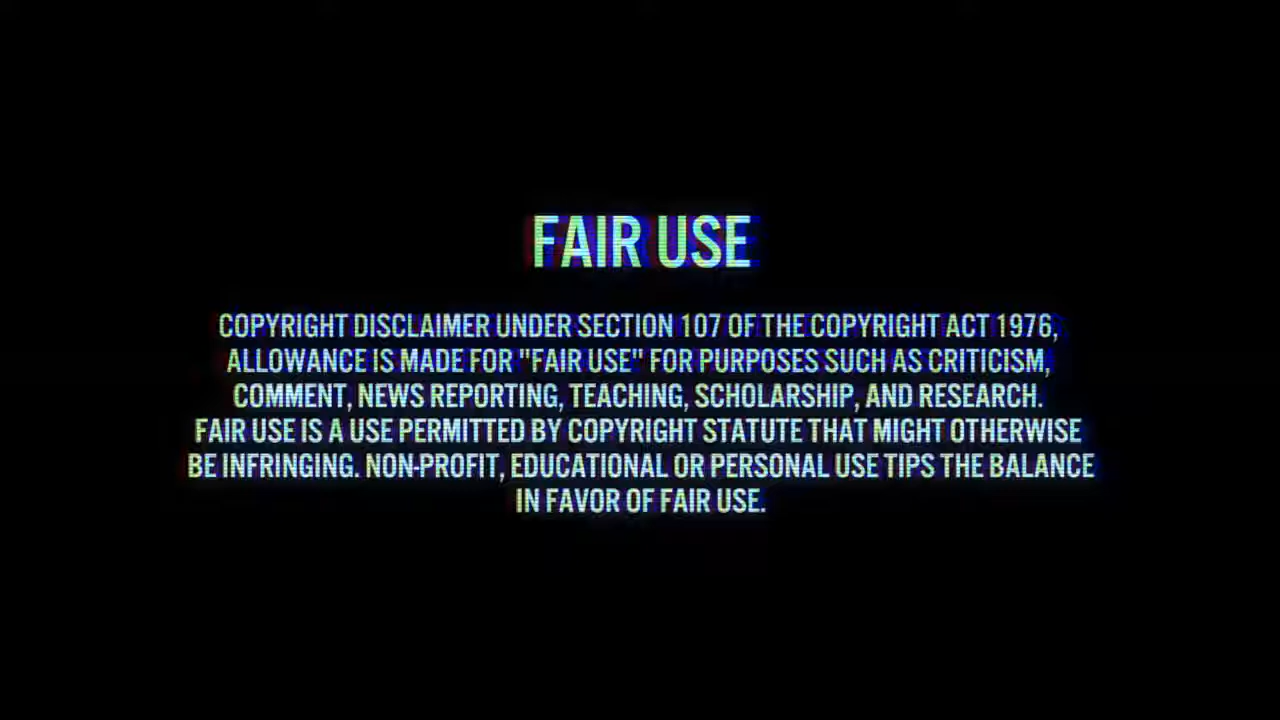 FAIR USE
COPYRIGHT DISCLAIMER UNDER SECTION 107 OF THE COPYRIGHT ACT 1976,
ALLOWANCE IS MADE FOR "FAIR USE" FOR PURPOSES SUCH AS CRITICISM,
COMMENT, NEWS REPORTING, TEACHING, SCHOLARSHIP, AND RESEARCH.
FAIR USE IS A USE PERMITTED BY COPYRIGHT STATUTE THAT MIGHT OTHERWISE
BE INFRINGING. NON-PROFIT, EDUCATIONAL OR PERSONAL USE TIPS THE BALANCE
IN FAVOR OF FAIR USE.